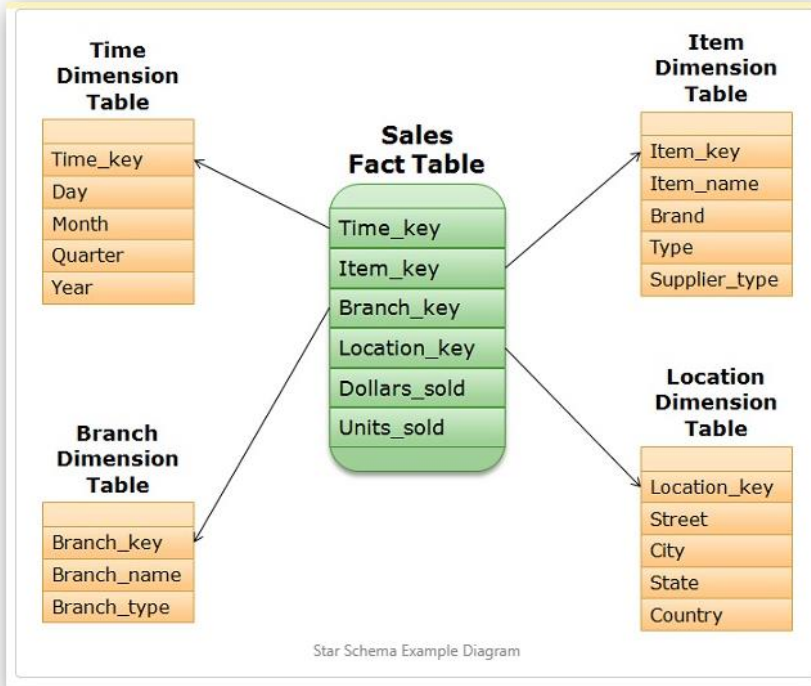 Time
Dimension
Table
Time_key
Day
Month
Quarter
Year
Sales
Fact Table
Time_key
Item_key
Branch_key
Location_key
Dollars_sold
Units_sold
Item
Dimension
Table
Item_key
Item_name
Brand
Type
Supplier_type
Branch
Dimension
Table
Branch_key
Branch_name
Branch_type
Location
Dimension
Table
Location_key
Street
City
State
Country
Star Schema Example Diagram